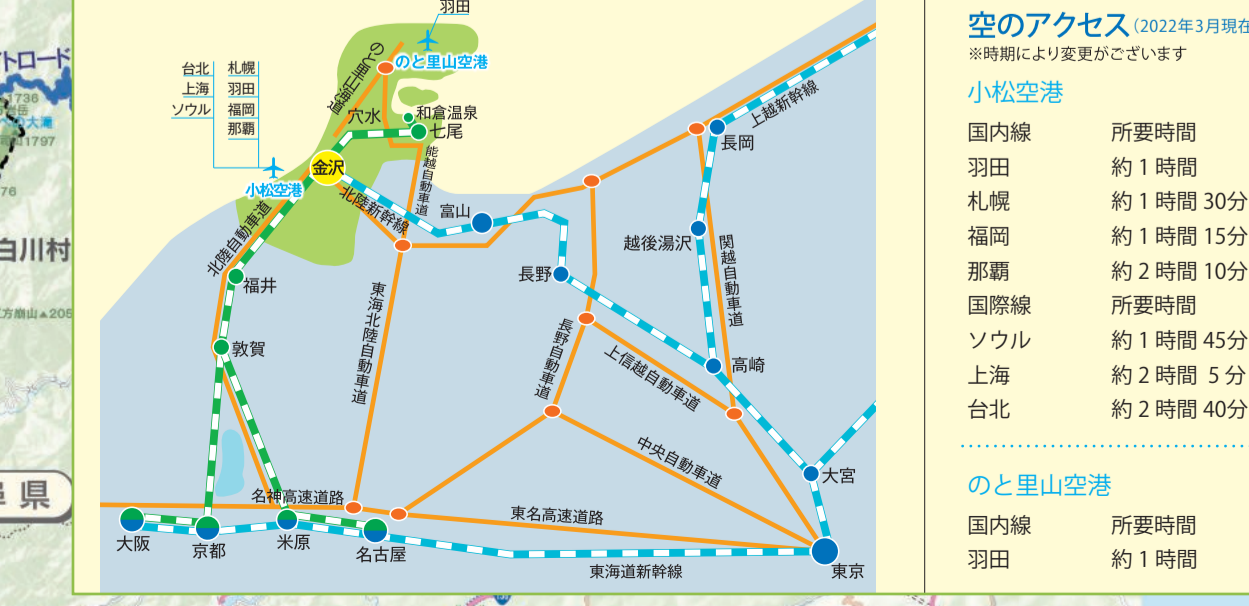 羽田
のと里山空港
のと里山海道
台北
上海
ソウル
札幌
羽田
福岡
那覇
穴水
和倉温泉
七尾
金沢
小松空港
能越自動車道
北陸新幹線
富山
北陸自動車道
福井
敦賀
東海北陸自動車道
長野
長野自動車道
上信越自動車道
中央自動車道
上越新幹線
長岡
越後湯沢
関越自動車道
高崎
大宮
名神高速道路
東名高速道路
大阪
京都
米原
名古屋
東海道新幹線
東京
空のアクセス(2022年3月現在
※時期により変更がございます
小松空港
国内線 所要時間
羽田 約1時間
札幌 約1時間30分
福岡 約1時間15分
那覇 約2時間10分
国際線 所要時間
ソウル 約1時間45分
上海 約2時間 5分
台北 約2時間40分
のと里山空港
国内線 所要時間
羽田 約1時間
トロード
1736
大滝
1797
76
白川村
方崩山▲205
県